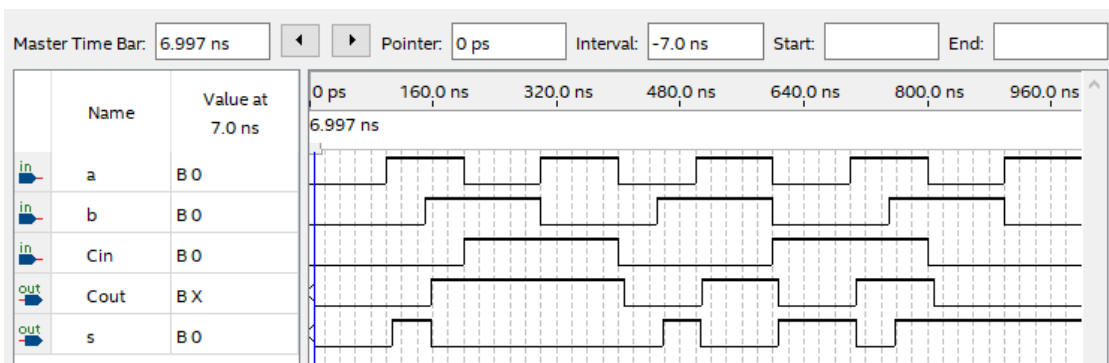 Master Time Bar: 6.997 ns Pointer: 0 ps Interval: -7.0 ns Start: End:
Name Value at 7.0 ns
0 ps 160.0 ns 320.0 ns 480.0 ns 640.0 ns 800.0 ns 960.0 ns
6.997 ns
in a B 0
in b B 0
in Cin B 0
out Cout B X
out s B 0